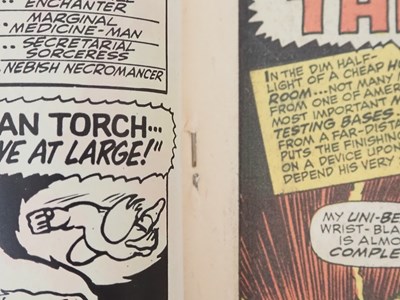 ENCHANTER
MARGINAL
MEDICINE-MAN
SECRETARIAL
SORCERESS
NEBISH NECROMANCER
AN TORCH...
VE AT LARGE!"
IN THE DIM HALF-
LIGHT OF A CHEAP
ROOM... NOT MANY
FROM ONE OF AMER
MOST IMPORTANT
TESTING BASES...
FROM A FAR-DISTA
PUTS THE FINISHING
ON A DEVICE UPON
DEPEND HIS VERY
MY UNI-BE
WRIST-BLA
IS ALMO
COMPLE